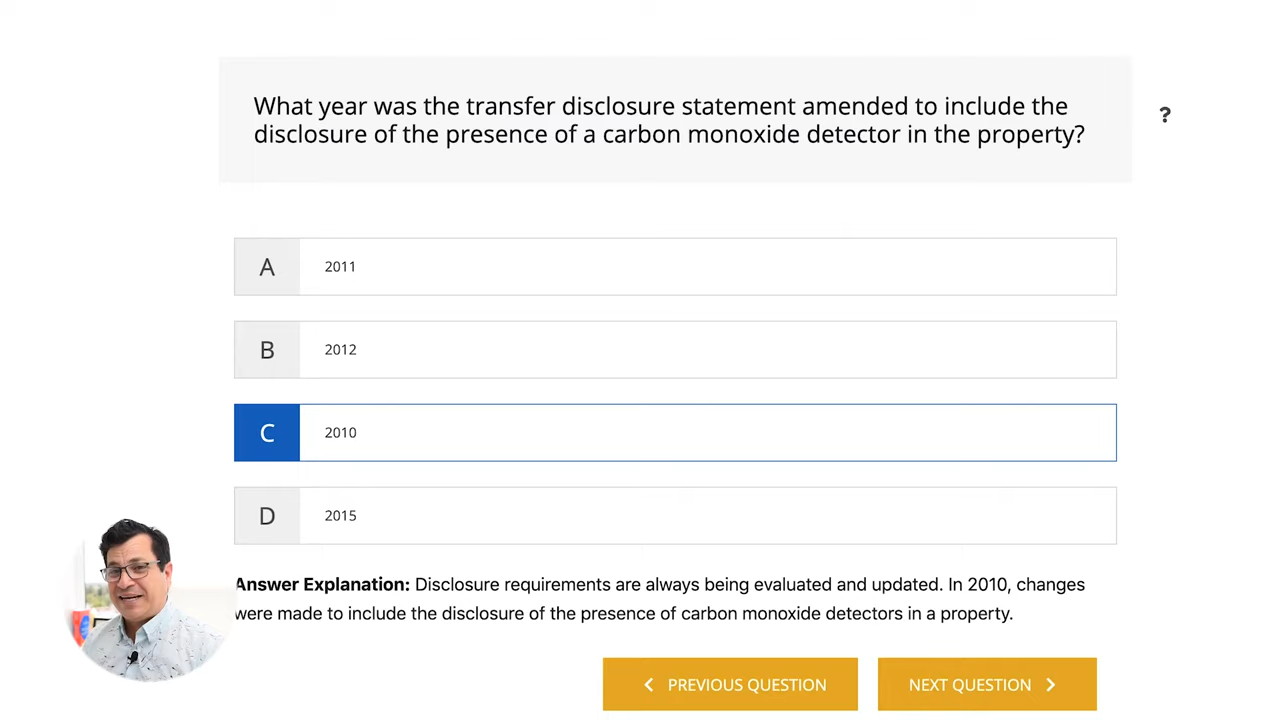 What year was the transfer disclosure statement amended to include the
disclosure of the presence of a carbon monoxide detector in the property?
?
A 2011
B 2012
C 2010
D 2015
Answer Explanation: Disclosure requirements are always being evaluated and updated. In 2010, changes
were made to include the disclosure of the presence of carbon monoxide detectors in a property.
PREVIOUS QUESTION NEXT QUESTION